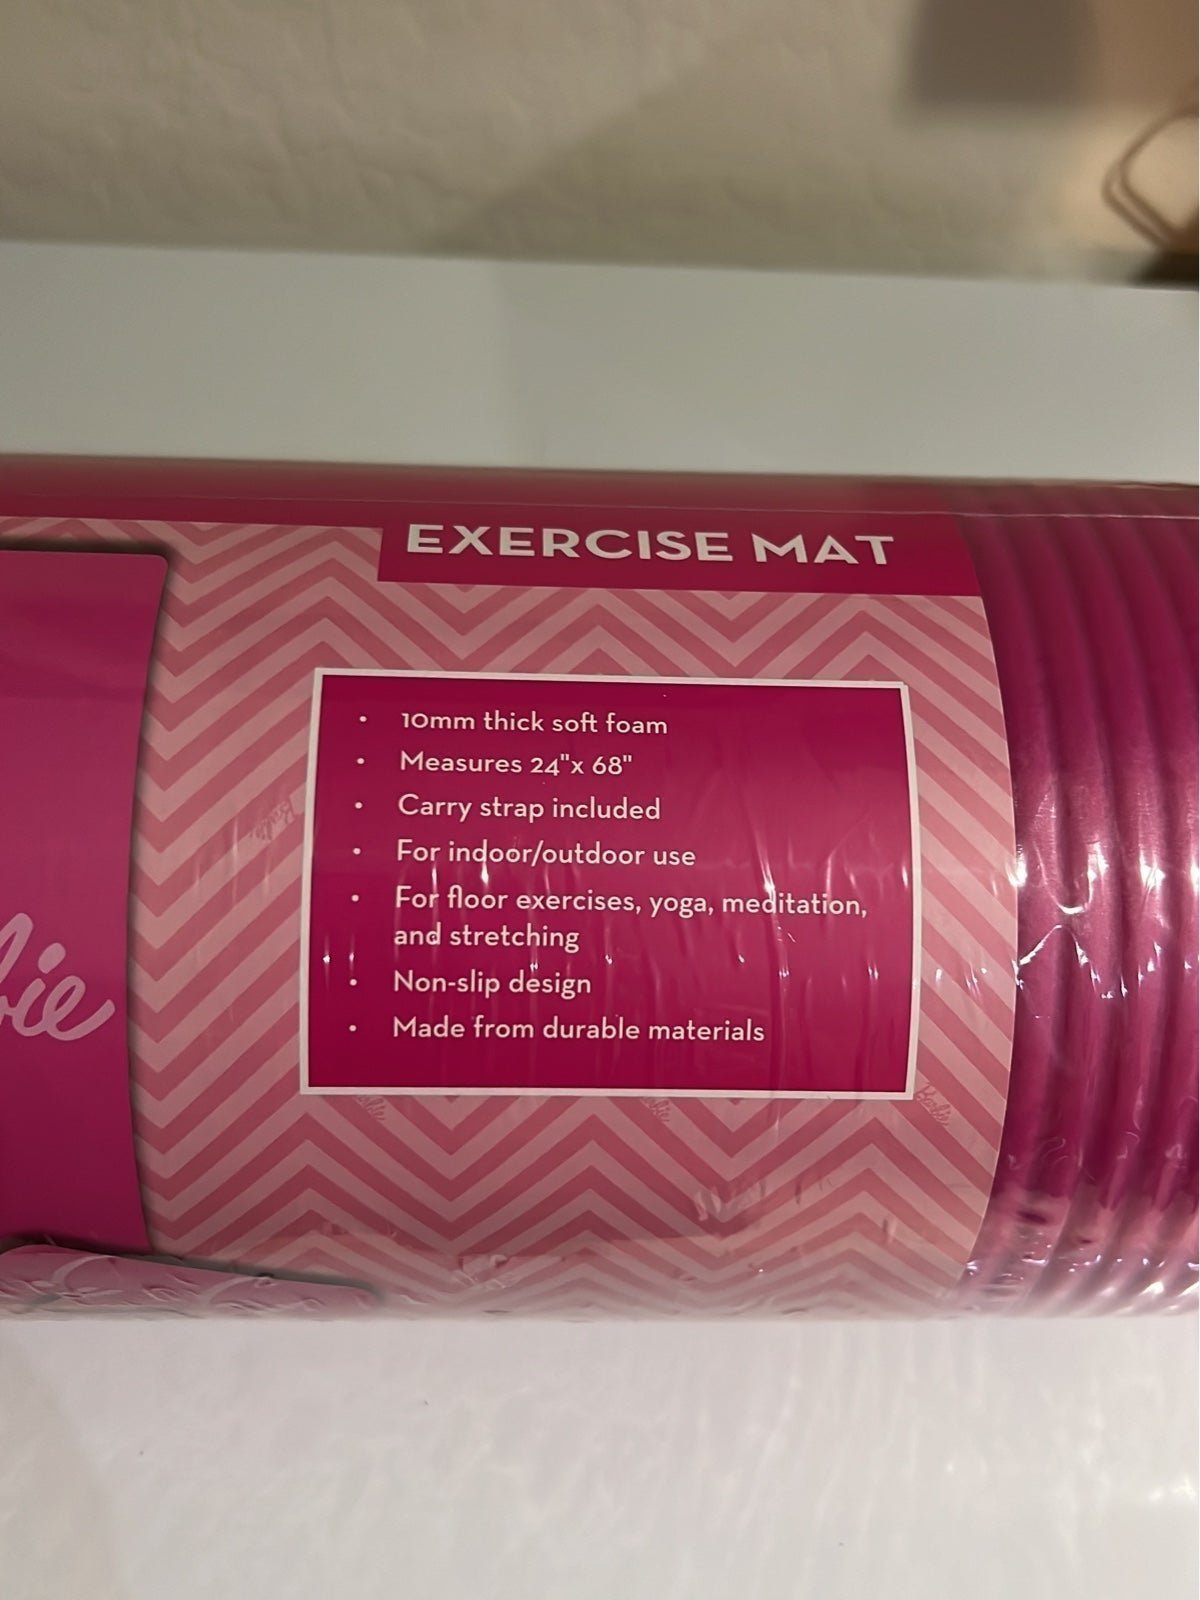 EXERCISE MAT
• 10mm thick soft foam
• Measures 24"x 68"
• Carry strap included
• For indoor/outdoor use
• For floor exercises, yoga, meditation,
and stretching
• Non-slip design
• Made from durable materials
Barbie